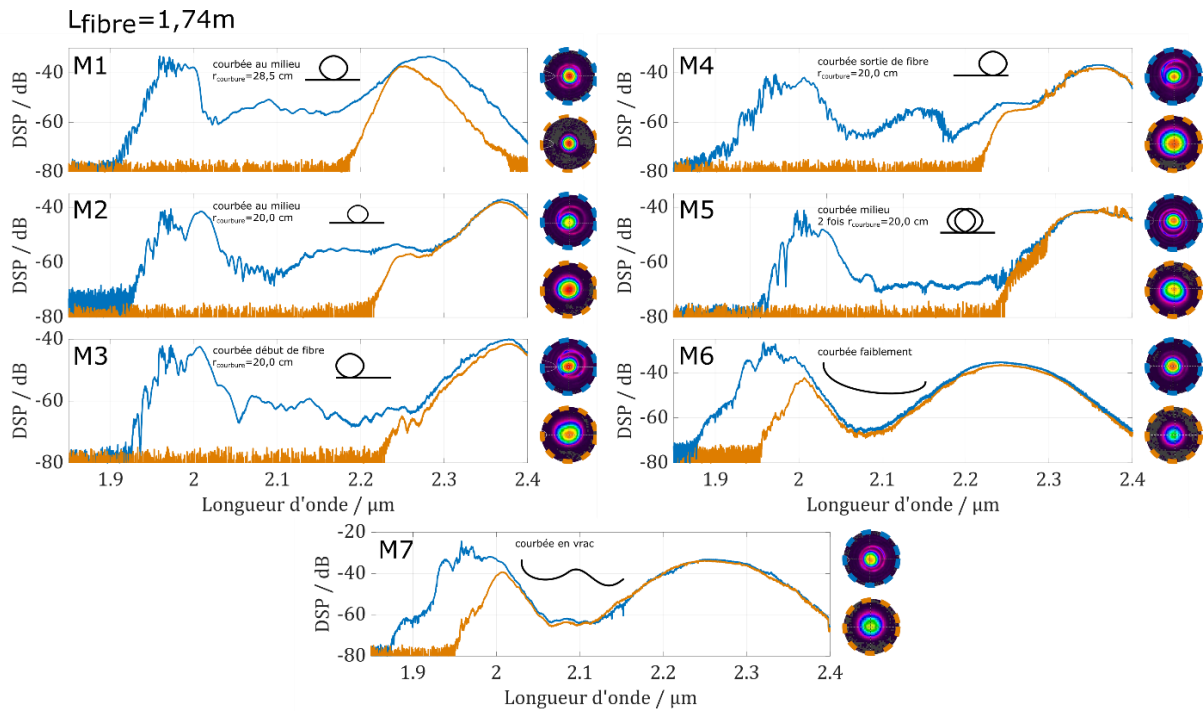 Lfibre=1,74m
M1
courbée au milieu
rcourbure=28,5 cm
-40
-60
-80
DSP / dB
M2
courbée au milieu
rcourbure=20,0 cm
-40
-60
-80
DSP / dB
M3
courbée début de fibre
rcourbure=20,0 cm
-40
-60
-80
DSP / dB
1.9 2 2.1 2.2 2.3 2.4
Longueur d'onde / μm
M4
courbée sortie de fibre
rcourbure=20,0 cm
-40
-60
-80
DSP / dB
M5
courbée milieu
2 fois rcourbure=20,0 cm
-40
-60
-80
DSP / dB
M6
courbée faiblement
-40
-60
-80
DSP / dB
1.9 2 2.1 2.2 2.3 2.4
Longueur d'onde / μm
M7
courbée en vrac
-20
-40
-60
-80
DSP / dB
1.9 2 2.1 2.2 2.3 2.4
Longueur d'onde / μm